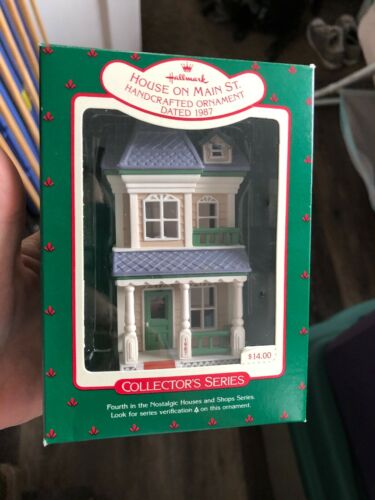 Hallmark
HOUSE ON MAIN ST.
HANDCRAFTED ORNAMENT
DATED 1987
$14.00
COLLECTOR'S SERIES
Fourth in the Nostalgic Houses and Shops Series.
Look for series verification on this ornament.